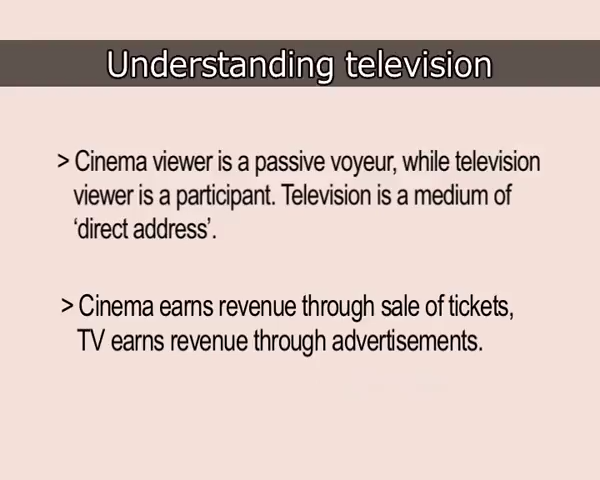 Understanding television
> Cinema viewer is a passive voyeur, while television
viewer is a participant. Television is a medium of
‘direct address’.
> Cinema earns revenue through sale of tickets,
TV earns revenue through advertisements.